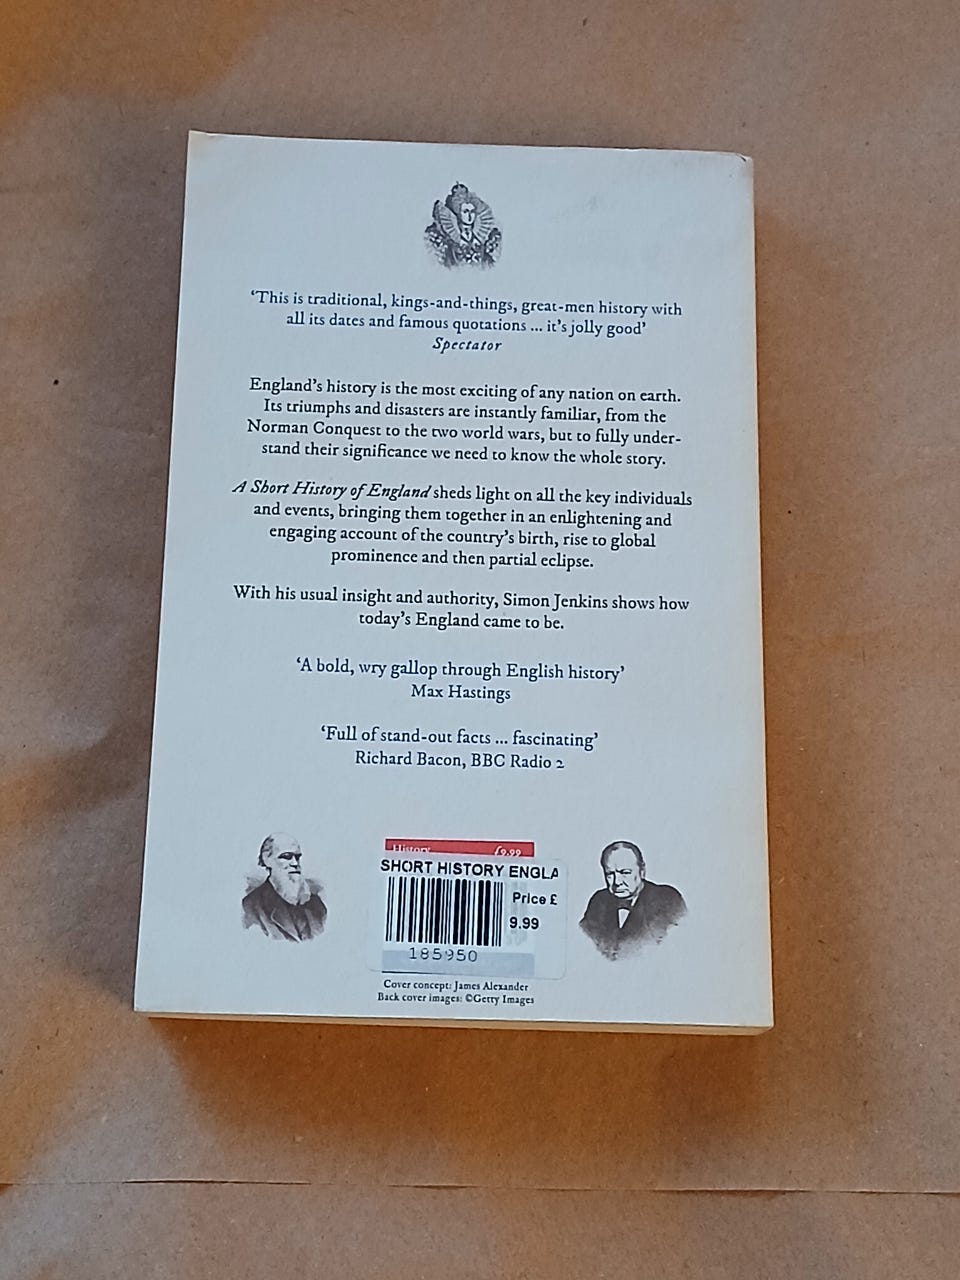 ‘This is traditional, kings-and-things, great-men history with
all its dates and famous quotations ... it’s jolly good’
Spectator
England’s history is the most exciting of any nation on earth.
Its triumphs and disasters are instantly familiar, from the
Norman Conquest to the two world wars, but to fully under-
stand their significance we need to know the whole story.
A Short History of England sheds light on all the key individuals
and events, bringing them together in an enlightening and
engaging account of the country’s birth, rise to global
prominence and then partial eclipse.
With his usual insight and authority, Simon Jenkins shows how
today’s England came to be.
‘A bold, wry gallop through English history’
Max Hastings
‘Full of stand-out facts ... fascinating’
Richard Bacon, BBC Radio 2
History £9.99
SHORT HISTORY ENGLA
Price £
9.99
185950
Cover concept: James Alexander
Back cover images: ©Getty Images